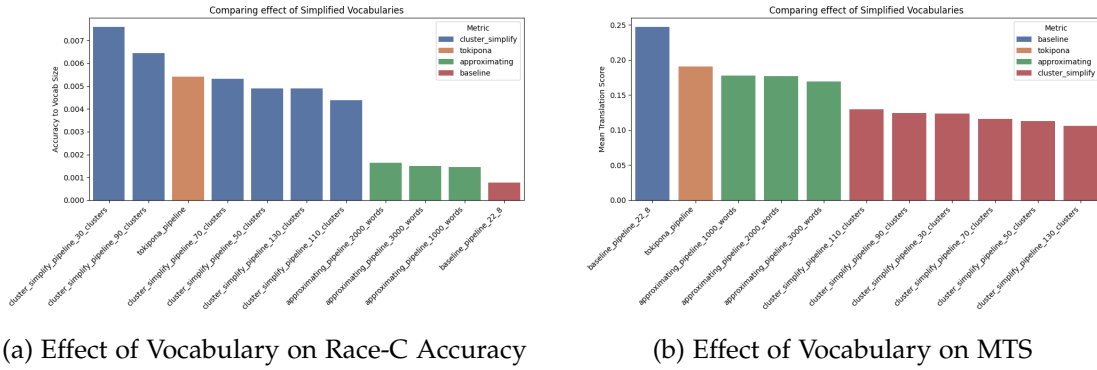 Comparing effect of Simplified Vocabularies
Metric
cluster_simplify
tokipona
approximating
baseline
Accuracy to Vocab Size
0.007
0.006
0.005
0.004
0.003
0.002
0.001
0.000
cluster_simplify_pipeline_30_clusters
cluster_simplify_pipeline_90_clusters
tokipona_pipeline
cluster_simplify_pipeline_70_clusters
cluster_simplify_pipeline_50_clusters
cluster_simplify_pipeline_130_clusters
cluster_simplify_pipeline_110_clusters
approximating_pipeline_2000_words
approximating_pipeline_3000_words
approximating_pipeline_1000_words
baseline_pipeline_22_8
(a) Effect of Vocabulary on Race-C Accuracy
Comparing effect of Simplified Vocabularies
Metric
baseline
tokipona
approximating
cluster_simplify
Mean Translation Score
0.25
0.20
0.15
0.10
0.05
0.00
baseline_pipeline_22_8
tokipona_pipeline
approximating_pipeline_1000_words
approximating_pipeline_2000_words
approximating_pipeline_3000_words
cluster_simplify_pipeline_110_clusters
cluster_simplify_pipeline_90_clusters
cluster_simplify_pipeline_30_clusters
cluster_simplify_pipeline_70_clusters
cluster_simplify_pipeline_50_clusters
cluster_simplify_pipeline_130_clusters
(b) Effect of Vocabulary on MTS